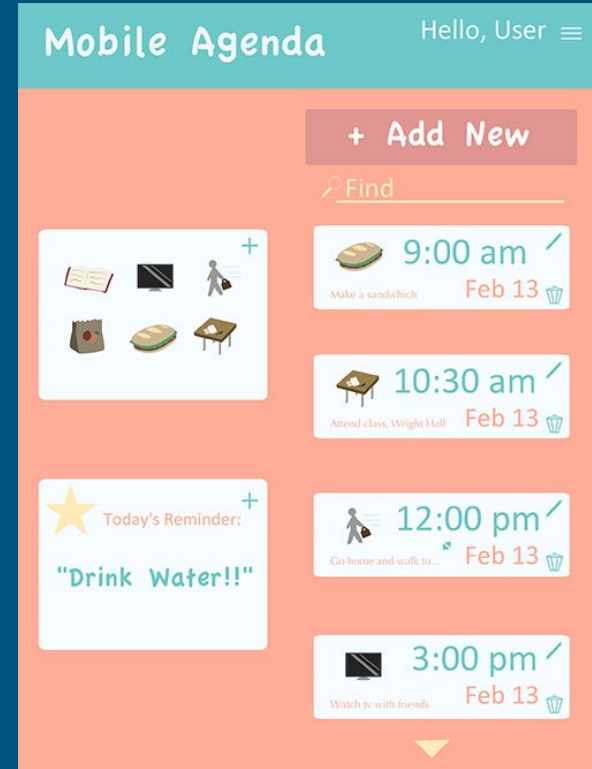 Mobile Agenda
Hello, User
+ Add New
Find
9:00 am
Make a sandwhich
Feb 13
10:30 am
Attend class, Wright Hall
Feb 13
Today's Reminder:
"Drink Water!!"
12:00 pm
Go home and walk to...
Feb 13
3:00 pm
Watch tv with friends
Feb 13